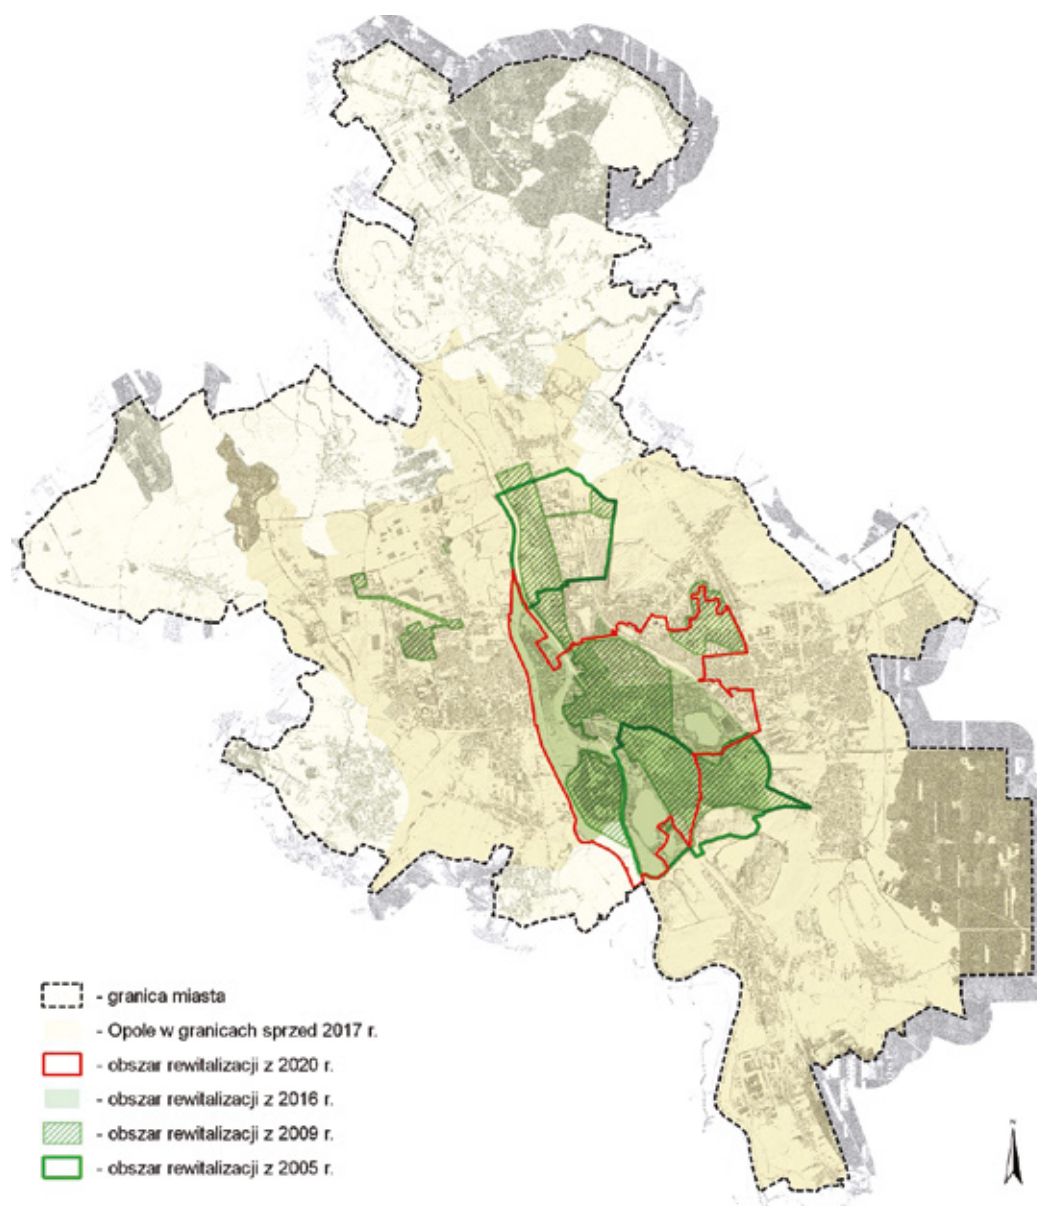 - granica miasta
- Opole w granicach sprzed 2017 r.
- obszar rewitalizacji z 2020 r.
- obszar rewitalizacji z 2016 r.
- obszar rewitalizacji z 2009 r.
- obszar rewitalizacji z 2005 r.
N